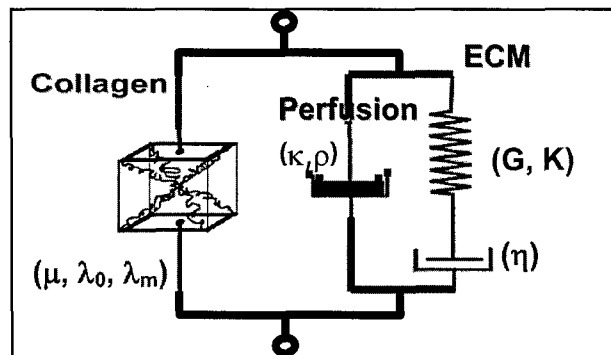 ECM
Collagen
Perfusion
(κ,ρ)
(G, K)
(η)
(μ, λ₀, λₘ)